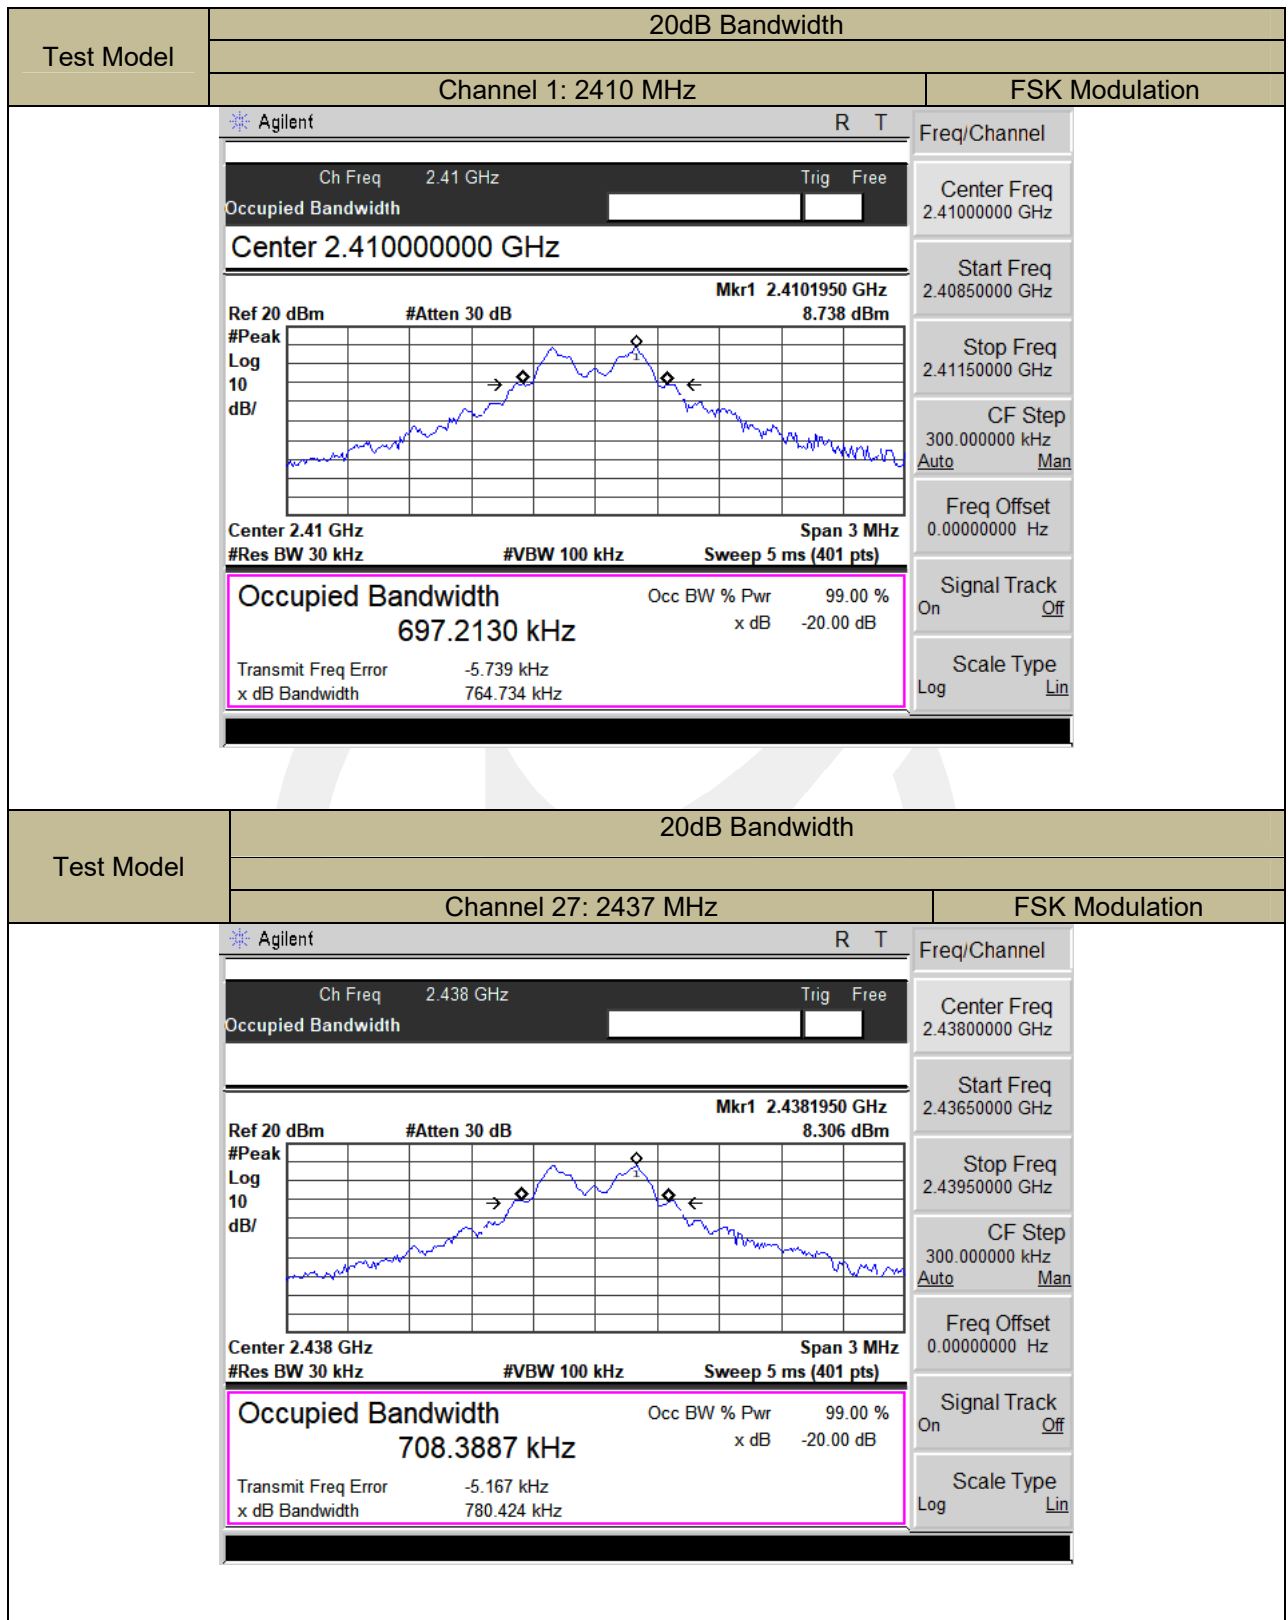 20dB Bandwidth
Test Model
Channel 1: 2410 MHz FSK Modulation
Agilent R T
Freq/Channel
Ch Freq 2.41 GHz Trig Free
Occupied Bandwidth
Center 2.410000000 GHz
Center Freq
2.41000000 GHz
Start Freq
2.40850000 GHz
Mkr1 2.4101950 GHz
Ref 20 dBm #Atten 30 dB 8.738 dBm
#Peak
Log
10
dB/
1
Stop Freq
2.41150000 GHz
CF Step
300.000000 kHz
Auto Man
Center 2.41 GHz Span 3 MHz
#Res BW 30 kHz #VBW 100 kHz Sweep 5 ms (401 pts)
Freq Offset
0.00000000 Hz
Occupied Bandwidth Occ BW % Pwr 99.00 %
697.2130 kHz x dB -20.00 dB
Transmit Freq Error -5.739 kHz
x dB Bandwidth 764.734 kHz
Signal Track
On Off
Scale Type
Log Lin
20dB Bandwidth
Test Model
Channel 27: 2437 MHz FSK Modulation
Agilent R T
Freq/Channel
Ch Freq 2.438 GHz Trig Free
Occupied Bandwidth
Center Freq
2.43800000 GHz
Start Freq
2.43650000 GHz
Mkr1 2.4381950 GHz
Ref 20 dBm #Atten 30 dB 8.306 dBm
#Peak
Log
10
dB/
1
Stop Freq
2.43950000 GHz
CF Step
300.000000 kHz
Auto Man
Center 2.438 GHz Span 3 MHz
#Res BW 30 kHz #VBW 100 kHz Sweep 5 ms (401 pts)
Freq Offset
0.00000000 Hz
Occupied Bandwidth Occ BW % Pwr 99.00 %
708.3887 kHz x dB -20.00 dB
Transmit Freq Error -5.167 kHz
x dB Bandwidth 780.424 kHz
Signal Track
On Off
Scale Type
Log Lin